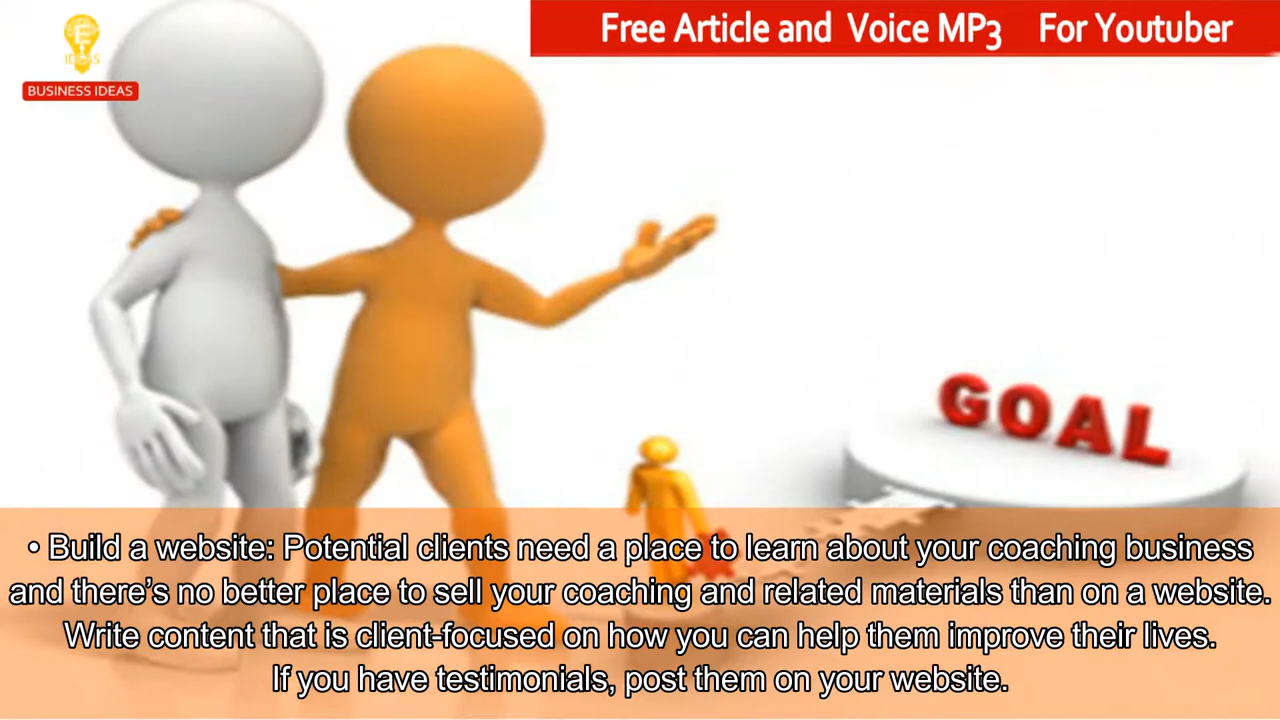 E
IDEAS
BUSINESS IDEAS
Free Article and Voice MP3 For Youtuber
GOAL
• Build a website: Potential clients need a place to learn about your coaching business
and there’s no better place to sell your coaching and related materials than on a website.
Write content that is client-focused on how you can help them improve their lives.
If you have testimonials, post them on your website.